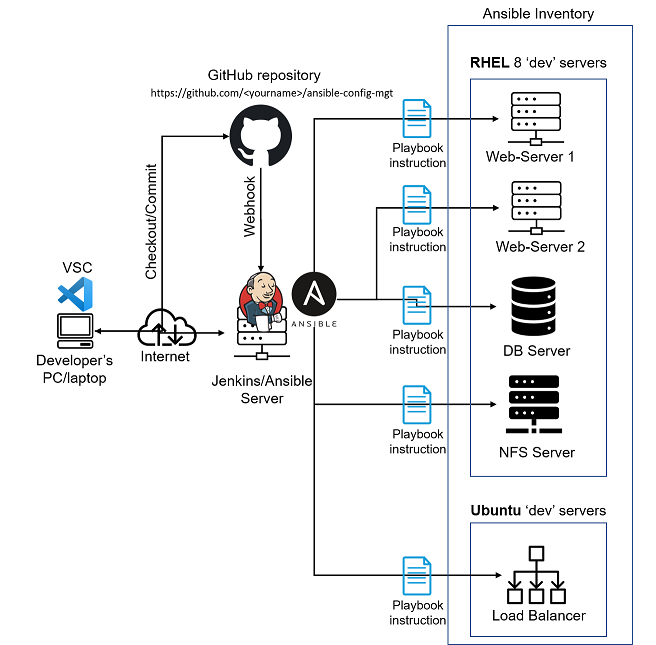 Ansible Inventory
RHEL 8 ‘dev’ servers
GitHub repository
https://github.com/<yourname>/ansible-config-mgt
Playbook
instruction
Web-Server 1
Checkout/Commit
Webhook
Playbook
instruction
Web-Server 2
VSC
A
ANSIBLE
Playbook
instruction
DB Server
Developer's
PC/laptop
Internet
Jenkins/Ansible
Server
Playbook
instruction
NFS Server
Ubuntu ‘dev’ servers
Playbook
instruction
Load Balancer